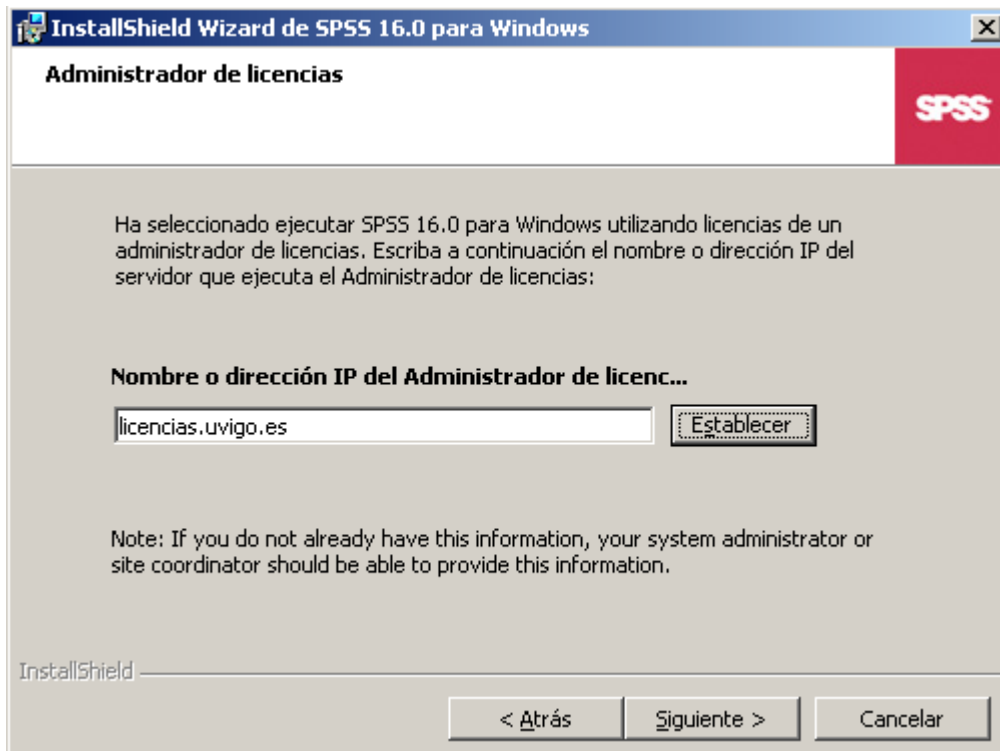 InstallShield Wizard de SPSS 16.0 para Windows
Administrador de licencias
SPSS
Ha seleccionado ejecutar SPSS 16.0 para Windows utilizando licencias de un
administrador de licencias. Escriba a continuación el nombre o dirección IP del
servidor que ejecuta el Administrador de licencias:
Nombre o dirección IP del Administrador de licenc...
licencias.uvigo.es
Establecer
Note: If you do not already have this information, your system administrator or
site coordinator should be able to provide this information.
InstallShield
< Atrás
Siguiente >
Cancelar